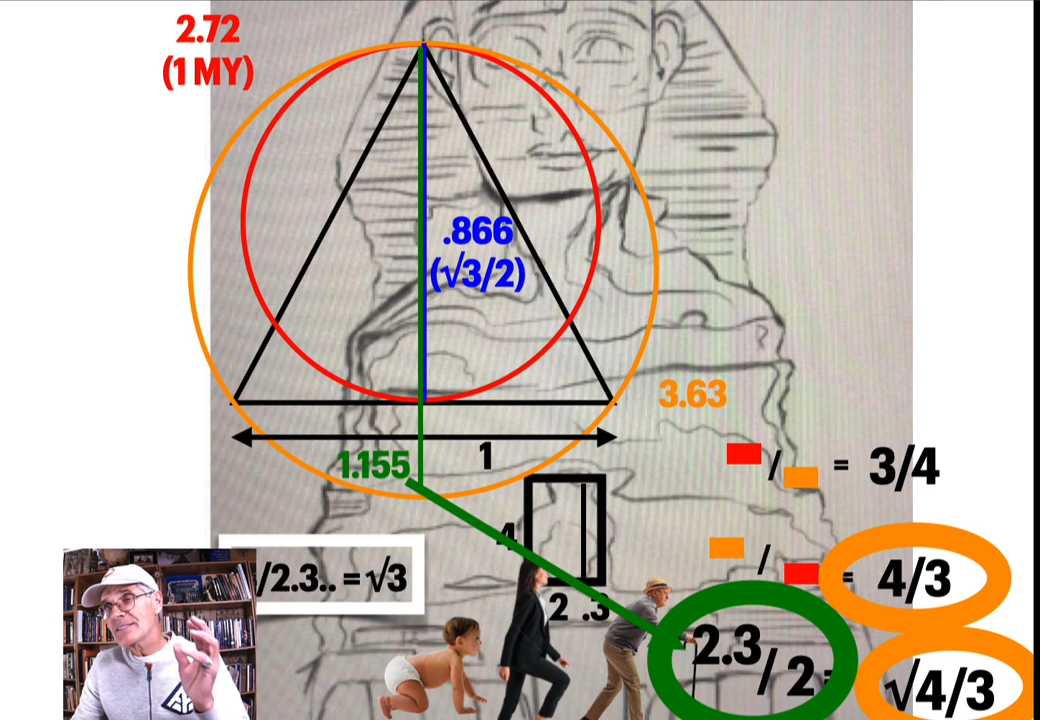 2.72
(1 MY)
.866
(√3/2)
3.63
1.155
1
/ = 3/4
4
/ = 4/3
/2.3.. = √3
2 .3
2.3/2=
√4/3